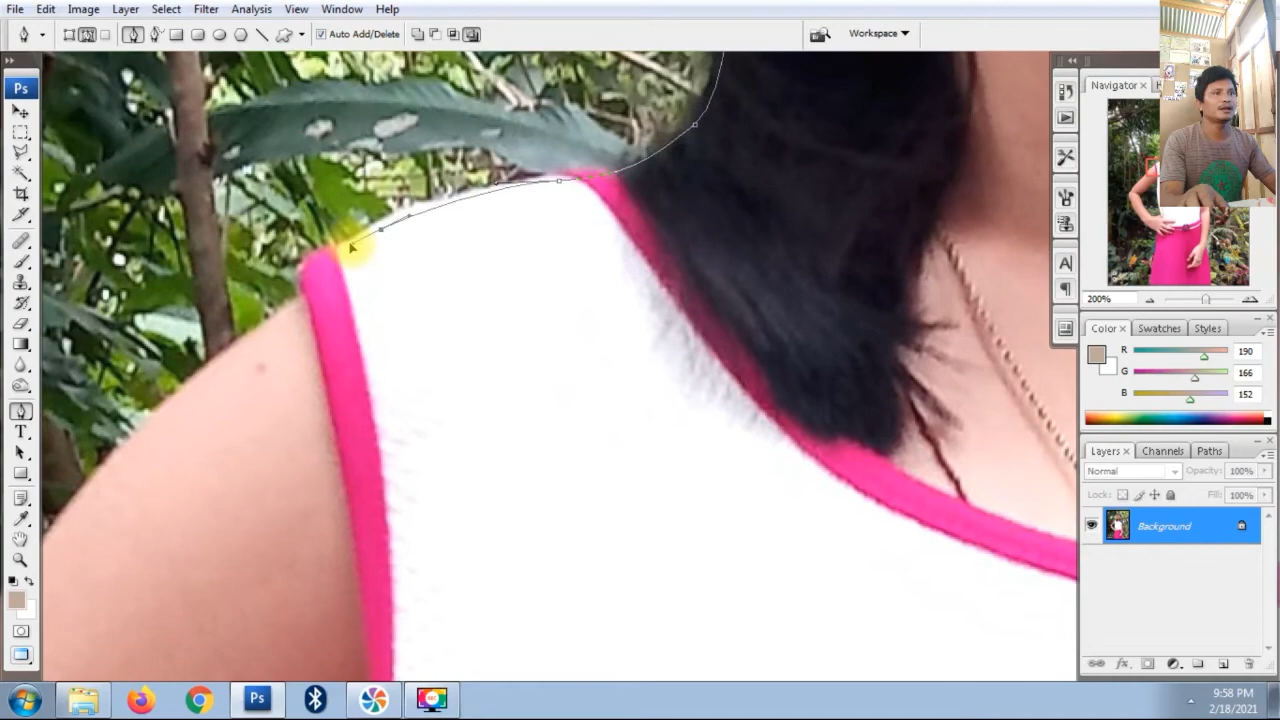 File Edit Image Layer Select Filter Analysis View Window Help
Auto Add/Delete
Workspace
Ps
Navigator
200%
Color Swatches Styles
R 190
G 166
B 152
Layers Channels Paths
Normal Opacity: 100%
Lock: Fill: 100%
Background
T
A
Ps
9:58 PM
2/18/2021